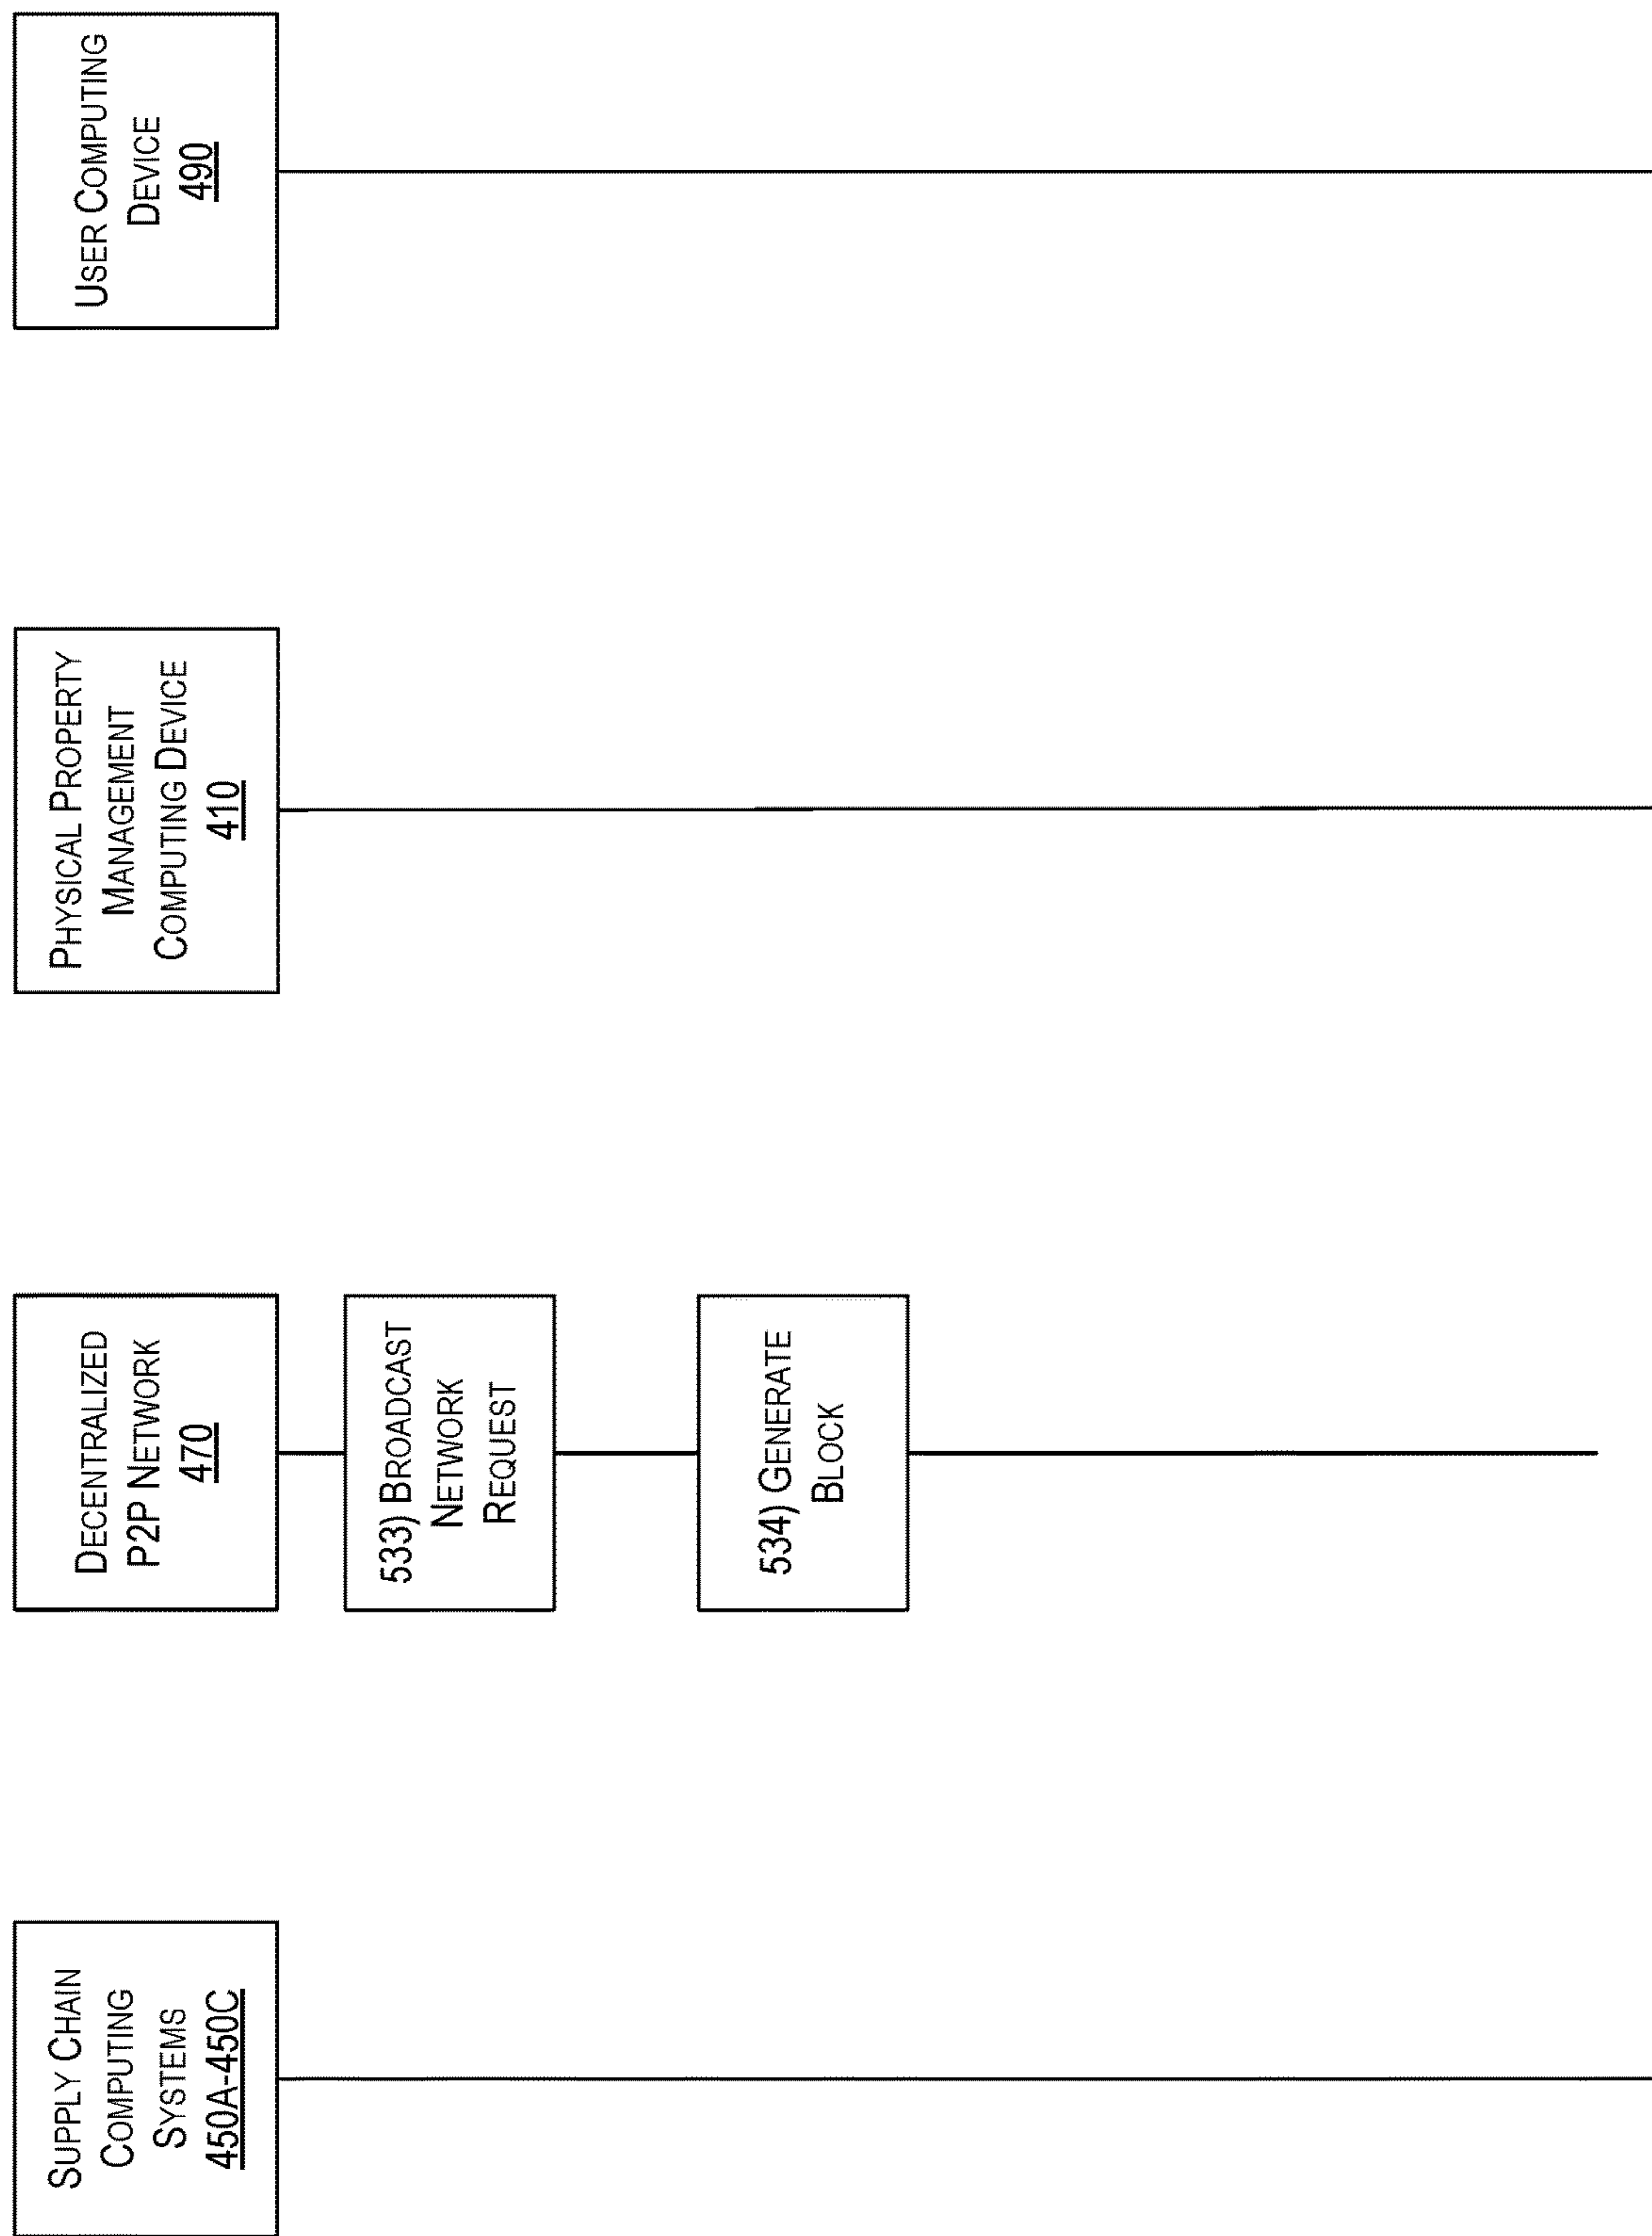 SUPPLY CHAIN
COMPUTING
SYSTEMS
450A-450C
DECENTRALIZED
P2P NETWORK
470
PHYSICAL PROPERTY
MANAGEMENT
COMPUTING DEVICE
410
USER COMPUTING
DEVICE
490
533) BROADCAST
NETWORK
REQUEST
534) GENERATE
BLOCK